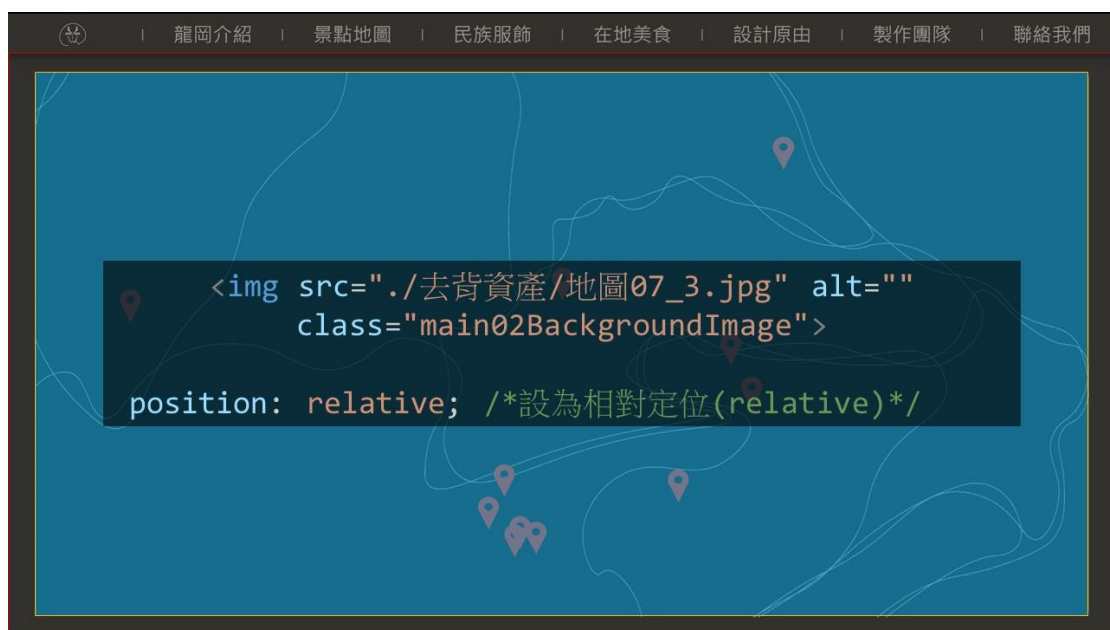 | 龍岡介紹 | 景點地圖 | 民族服飾 | 在地美食 | 設計原由 | 製作團隊 | 聯絡我們
<img src="./去背資產/地圖07_3.jpg" alt=""
class="main02BackgroundImage">
position: relative; /*設為相對定位(relative)*/